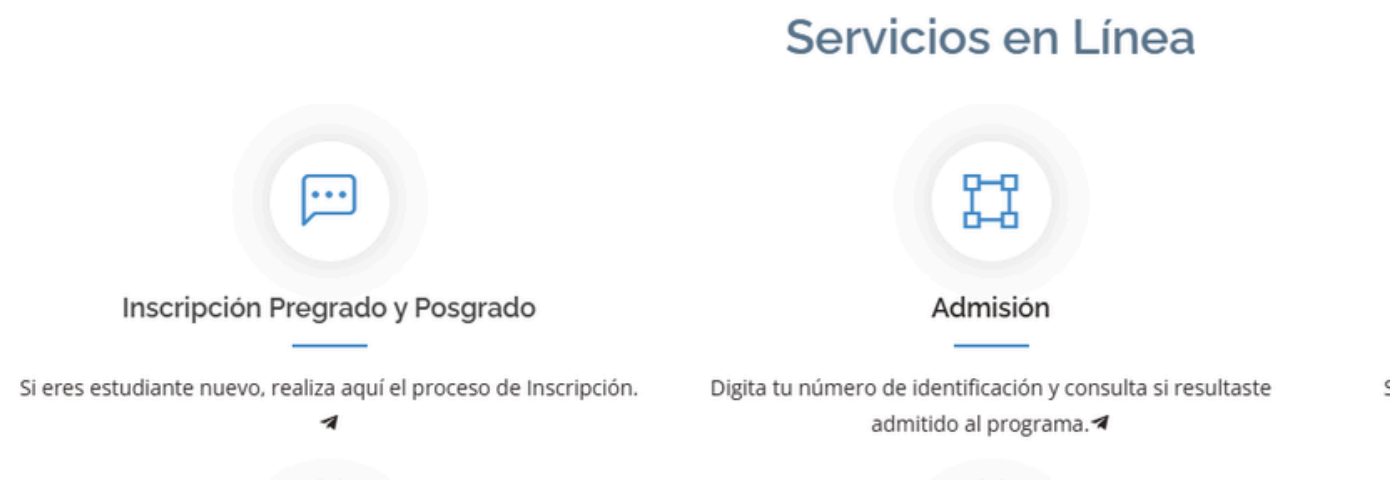 Servicios en Línea
Inscripción Pregrado y Posgrado
Si eres estudiante nuevo, realiza aquí el proceso de Inscripción.
Admisión
Digita tu número de identificación y consulta si resultaste
admitido al programa.